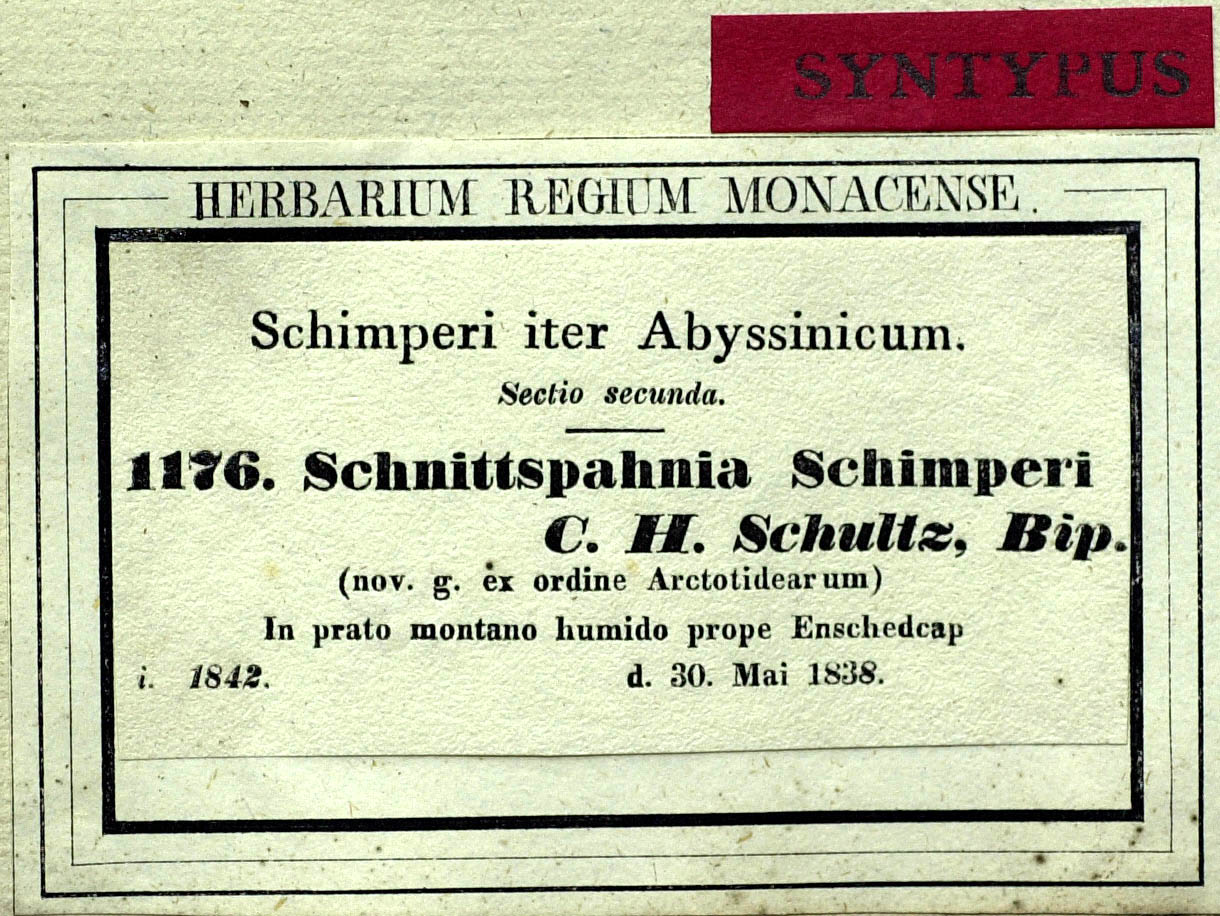 SYNTYPUS
HERBARIUM REGIUM MONACENSE.
Schimperi iter Abyssinicum.
Sectio secunda.
1176. Schnittspahnia Schimperi
C. H. Schultz, Bip.
(nov. g. ex ordine Arctotidearum)
In prato montano humido prope Enschedcap
i. 1842. d. 30. Mai 1838.